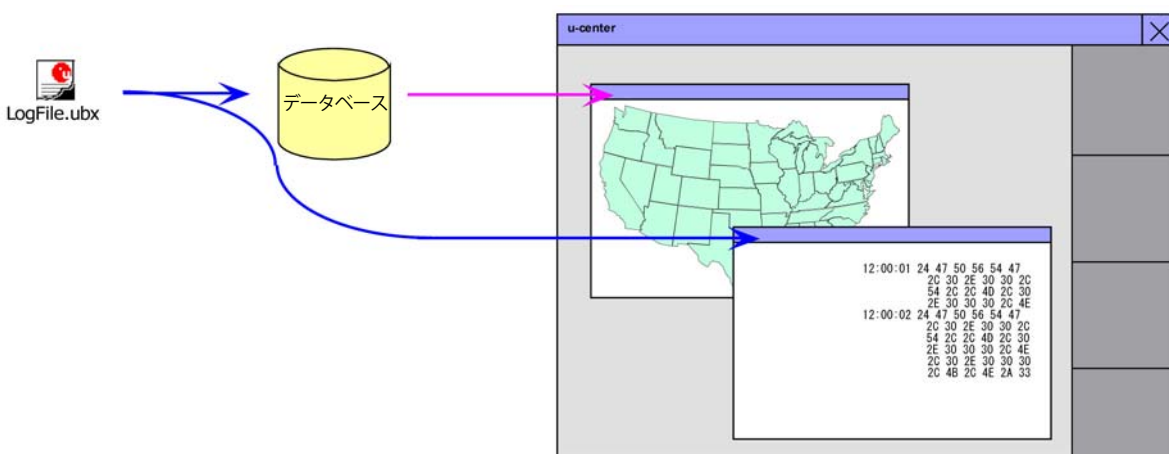 u-center
LogFile.ubx
データベース
12:00:01 24 47 50 56 54 47
2C 30 2E 30 30 2C
54 2C 2C 4D 2C 30
2E 30 30 30 2C 4E
12:00:02 24 47 50 56 54 47
2C 30 2E 30 30 2C
54 2C 2C 4D 2C 30
2E 30 30 30 2C 4E
2C 30 2E 30 30 30
2C 4B 2C 4E 2A 33